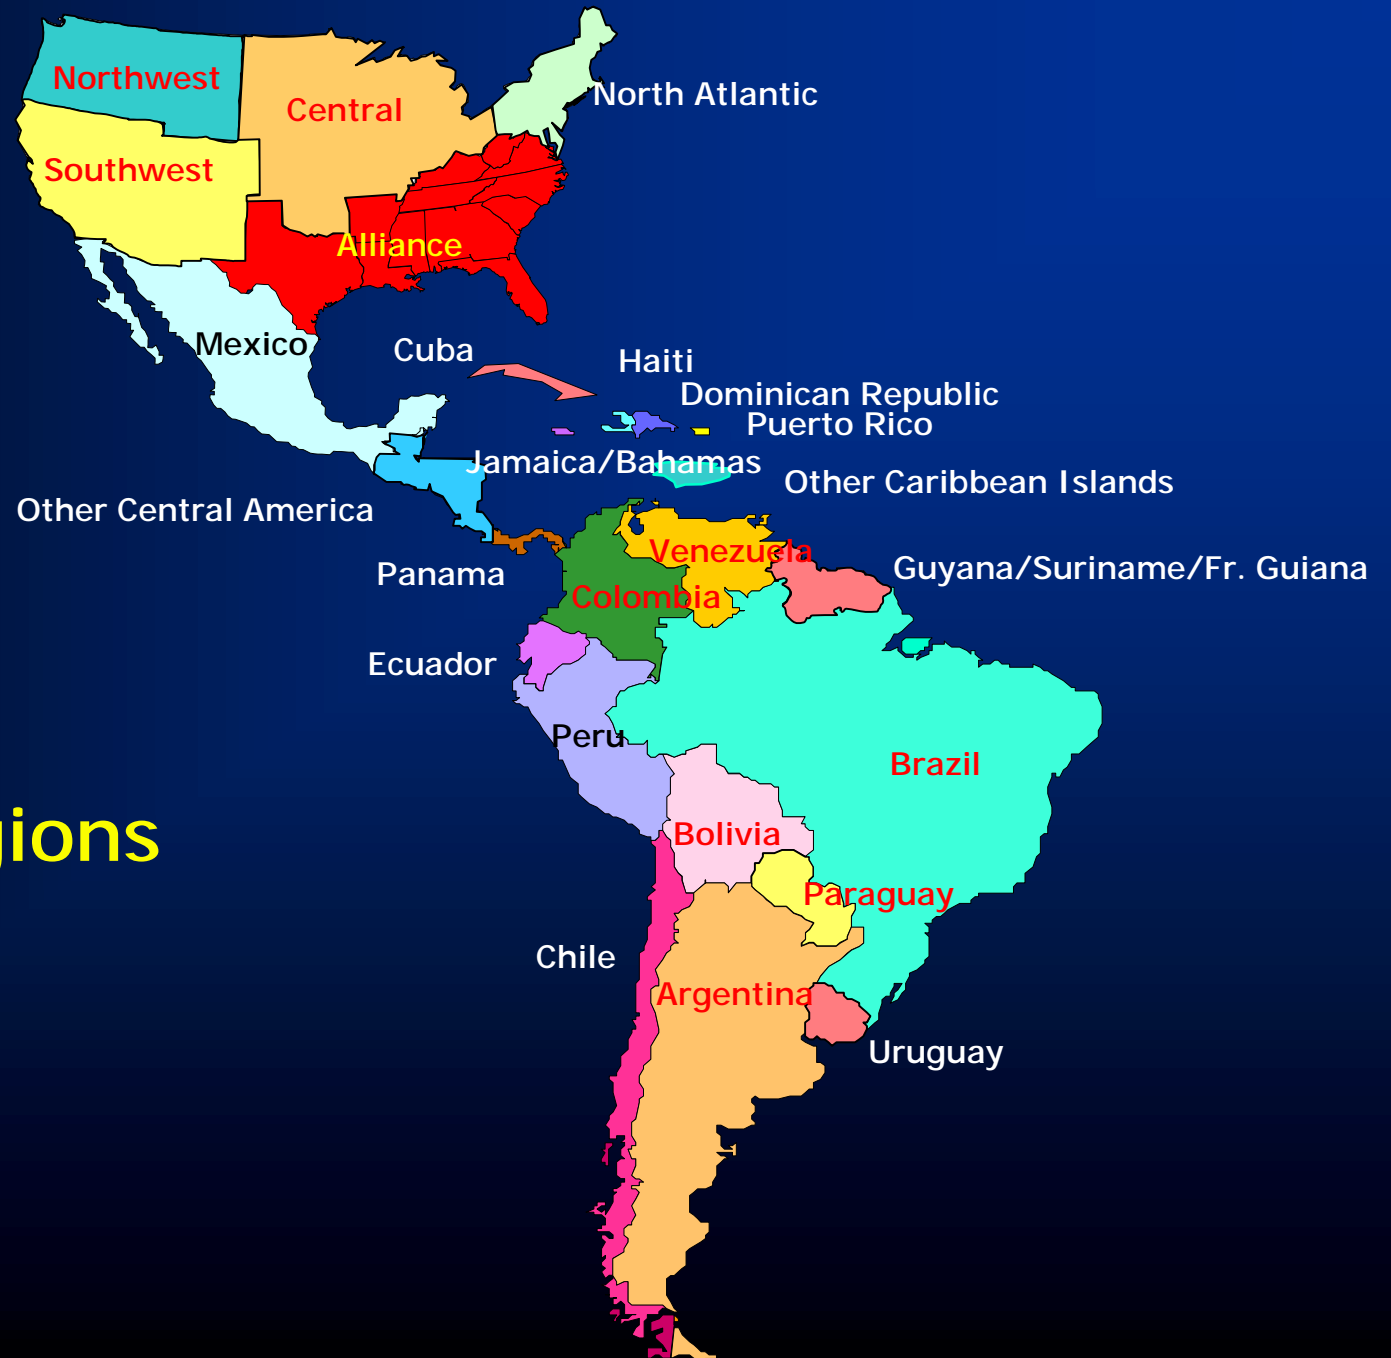 Northwest
Central
North Atlantic
Southwest
Alliance
Mexico
Cuba
Haiti
Dominican Republic
Puerto Rico
Jamaica/Bahamas
Other Caribbean Islands
Other Central America
Venezuela
Panama
Guyana/Suriname/Fr. Guiana
Colombia
Ecuador
Peru
Brazil
gions
Bolivia
Paraguay
Chile
Argentina
Uruguay